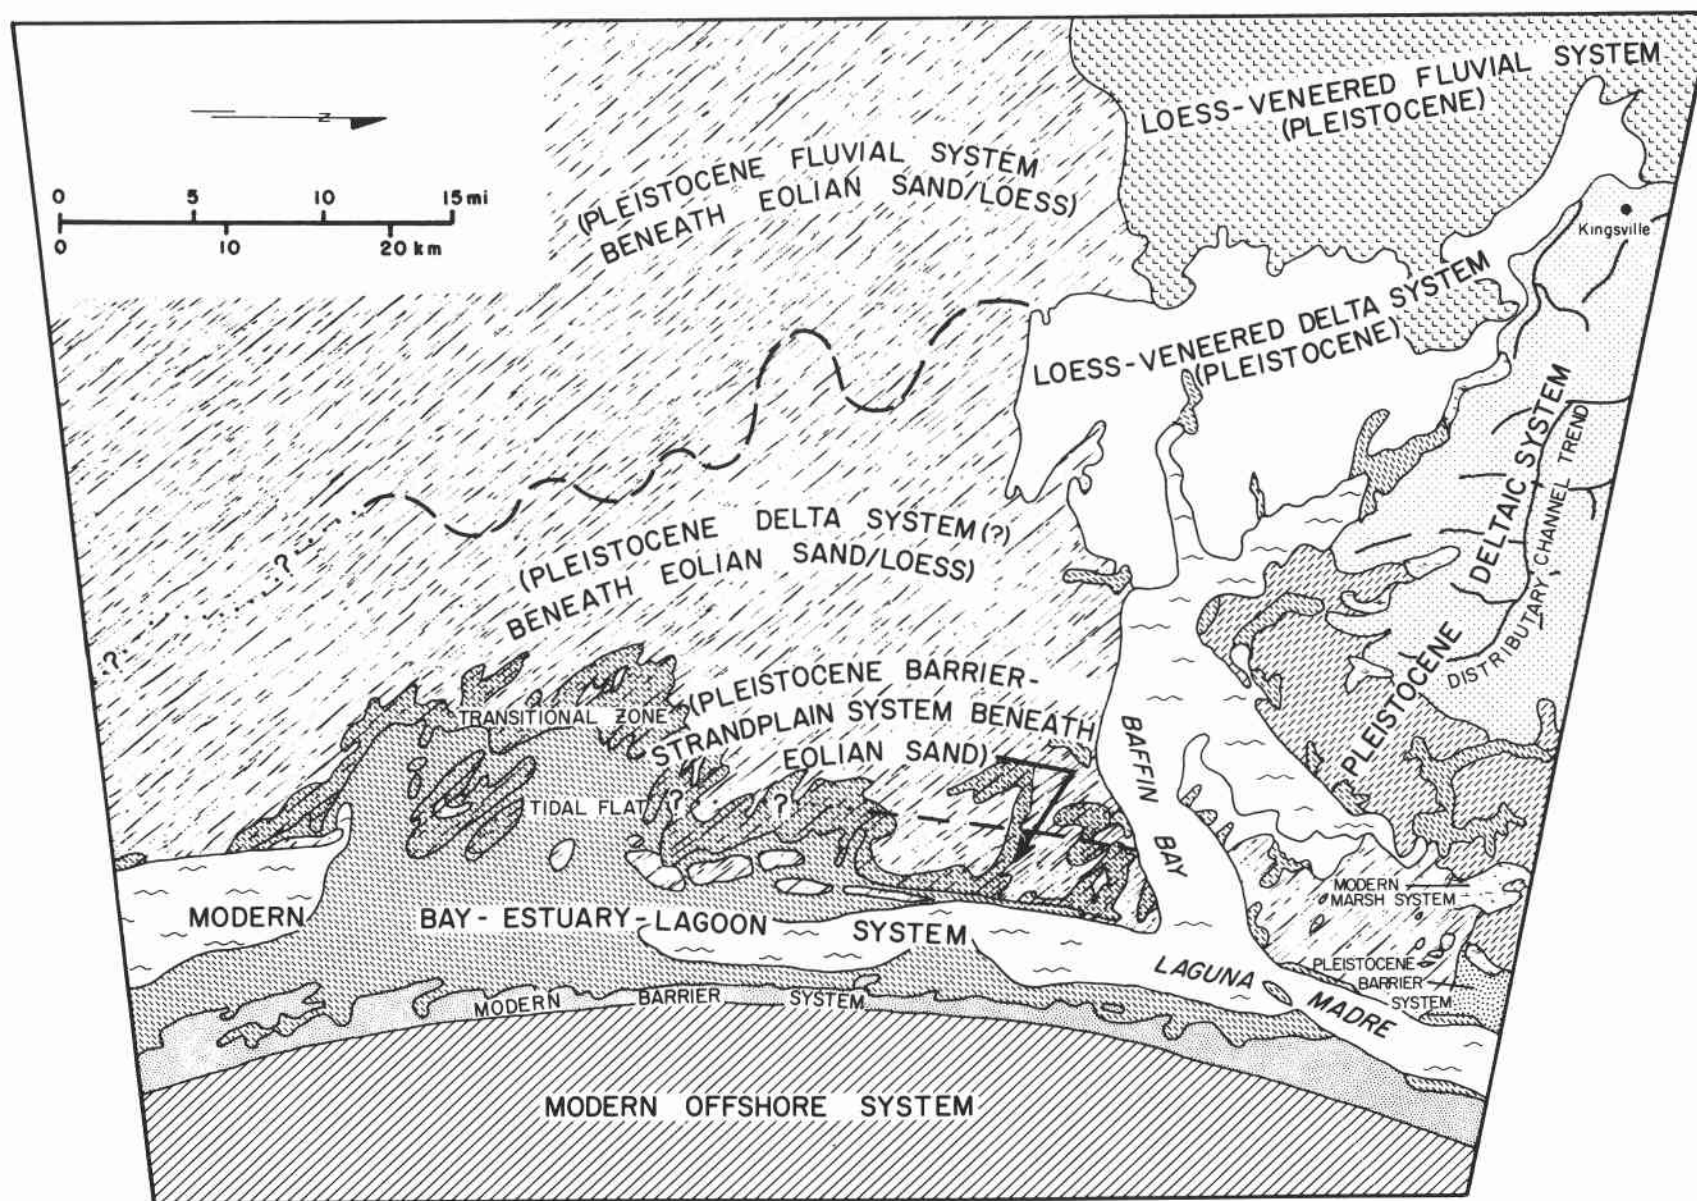 LOESS-VENEERED FLUVIAL SYSTEM
(PLEISTOCENE)
N
0 5 10 15 mi
0 10 20 km
(PLEISTOCENE FLUVIAL SYSTEM
BENEATH EOLIAN SAND/LOESS)
Kingsville
LOESS-VENEERED DELTA SYSTEM
(PLEISTOCENE)
PLEISTOCENE DELTAIC SYSTEM
DISTRIBUTARY CHANNEL TREND
?
?
(PLEISTOCENE DELTA SYSTEM (?)
BENEATH EOLIAN SAND/LOESS)
(PLEISTOCENE BARRIER-
STRANDPLAIN SYSTEM BENEATH
EOLIAN SAND)
TRANSITIONAL ZONE
TIDAL FLAT
?
?
BAFFIN BAY
MODERN
MARSH SYSTEM
MODERN BAY-ESTUARY-LAGOON SYSTEM
PLEISTOCENE
BARRIER
SYSTEM
LAGUNA MADRE
MODERN BARRIER SYSTEM
MODERN OFFSHORE SYSTEM